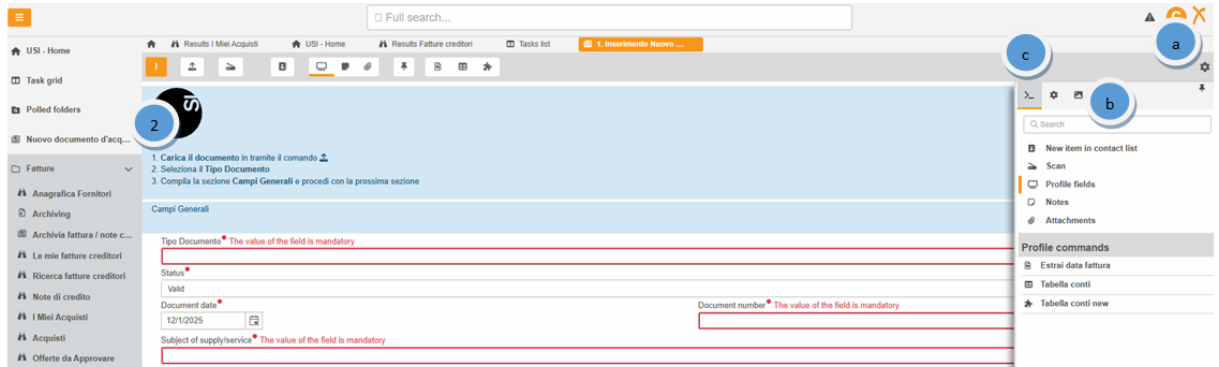 Full search...
a
USI - Home
Results I Miei Acquisti
USI - Home
Results Fatture creditori
Tasks list
1. Inserimento Nuovo ...
c
Task grid
Polled folders
b
SI
2
Search
Nuovo documento d'acq...
New item in contact list
1. Carica il documento in tramite il comando
Scan
Fatture
2. Seleziona il Tipo Documento
3. Compila la sezione Campi Generali e procedi con la prossima sezione
Profile fields
Anagrafica Fornitori
Notes
Archiving
Campi Generali
Attachments
Archivia fattura / note c...
Tipo Documento The value of the field is mandatory
Profile commands
Le mie fatture creditori
Estrai data fattura
Ricerca fatture creditori
Status
Valid
Tabella conti
Note di credito
Document date
Document number The value of the field is mandatory
Tabella conti new
I Miei Acquisti
12/1/2025
Acquisti
Subject of supply/service The value of the field is mandatory
Offerte da Approvare